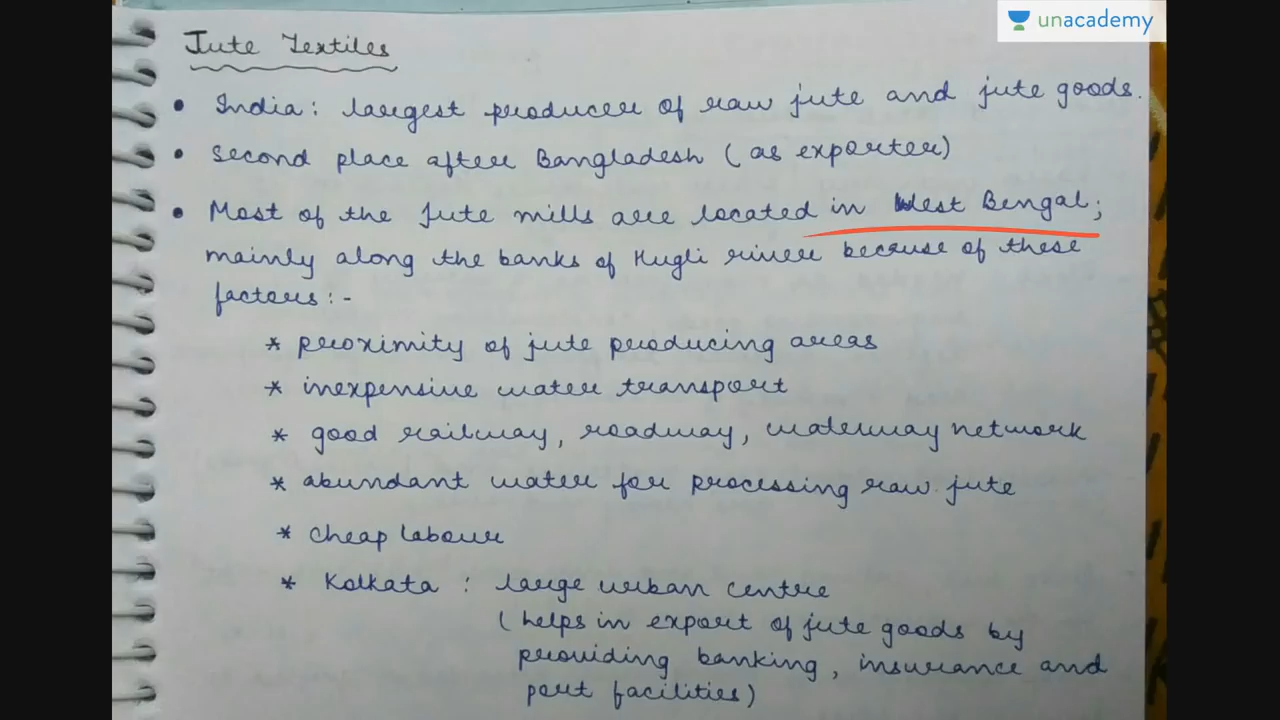 unacademy
Jute Textiles
• India: largest producer of raw jute and jute goods.
• second place after Bangladesh (as exporter)
• Most of the Jute mills are located in West Bengal;
mainly along the banks of Hugli river because of these
factors:-
* proximity of jute producing areas
* inexpensive water transport
* good railway, roadway, waterway network
* abundant water for processing raw jute
* cheap labour
* Kolkata : large urban centre
(helps in export of jute goods by
providing banking, insurance and
port facilities)